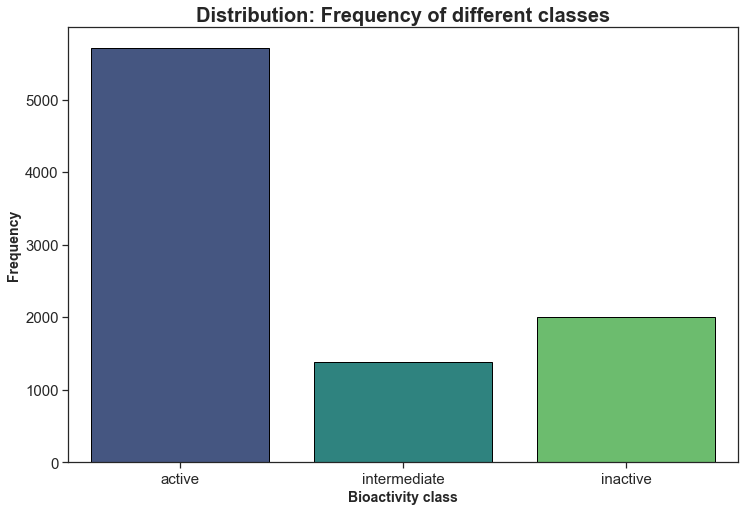 Distribution: Frequency of different classes
Frequency
5000
4000
3000
2000
1000
0
active
intermediate
inactive
Bioactivity class